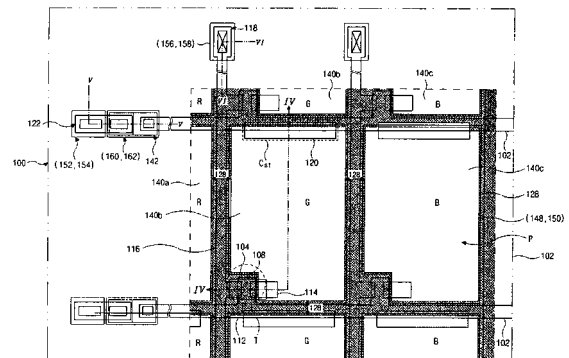 118
(156,158)
VI
V
140b
140c
R
VI
IV
G
B
122
V
102
(152,154)
(160,162)
142
Cst
120
100
128
128
140c
140a
128
140b
R
G
B
(148,150)
116
P
104
108
102
IV
114
128
112
T
102
R
G
B